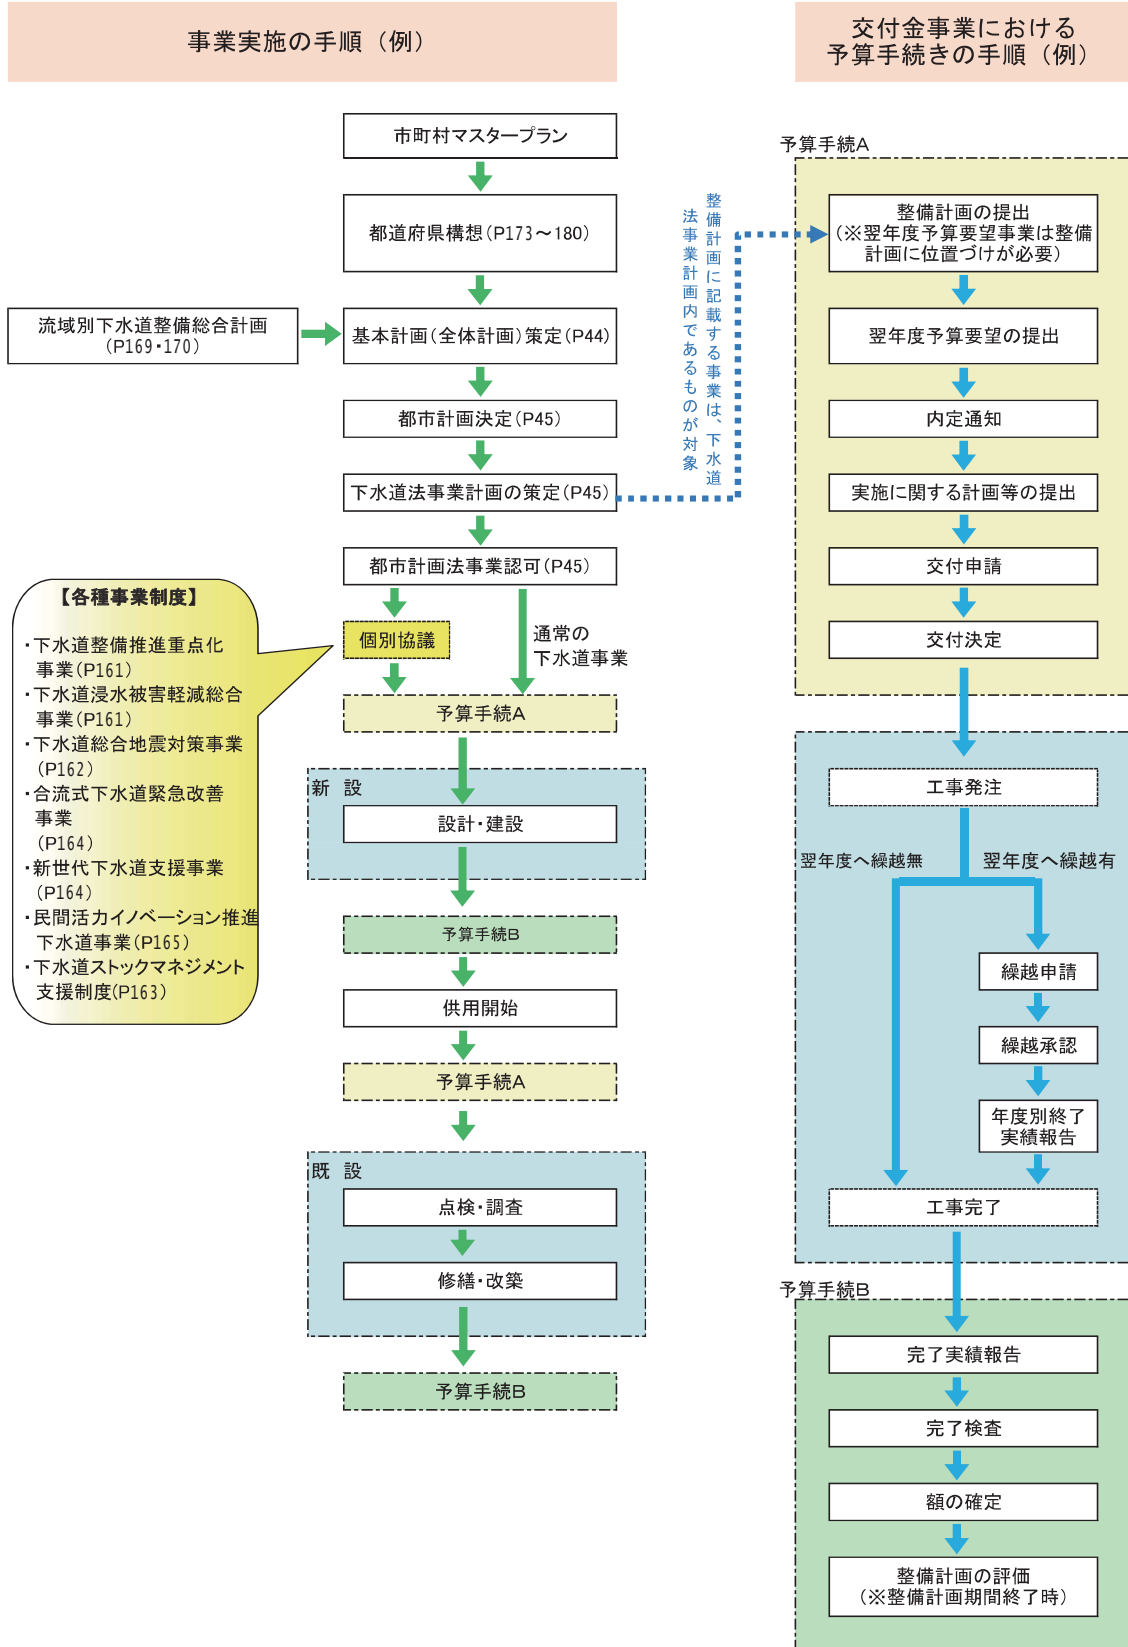 事業実施の手順（例）
市町村マスタープラン
都道府県構想(P173～180)
流域別下水道整備総合計画
(P169・170)
基本計画(全体計画)策定(P44)
都市計画決定(P45)
下水道法事業計画の策定(P45)
都市計画法事業認可(P45)
整備計画に記載する事業は、下水道
法事業計画内であるものが対象
【各種事業制度】
・下水道整備推進重点化
事業(P161)
・下水道浸水被害軽減総合
事業(P161)
・下水道総合地震対策事業
(P162)
・合流式下水道緊急改善
事業
(P164)
・新世代下水道支援事業
(P164)
・民間活力イノベーション推進
下水道事業(P165)
・下水道ストックマネジメント
支援制度(P163)
個別協議
通常の
下水道事業
予算手続A
新 設
設計・建設
予算手続B
供用開始
予算手続A
既 設
点検・調査
修繕・改築
予算手続B
交付金事業における
予算手続きの手順（例）
予算手続A
整備計画の提出
(※翌年度予算要望事業は整備
計画に位置づけが必要)
翌年度予算要望の提出
内定通知
実施に関する計画等の提出
交付申請
交付決定
工事発注
翌年度へ繰越無
翌年度へ繰越有
繰越申請
繰越承認
年度別終了
実績報告
工事完了
予算手続B
完了実績報告
完了検査
額の確定
整備計画の評価
(※整備計画期間終了時)